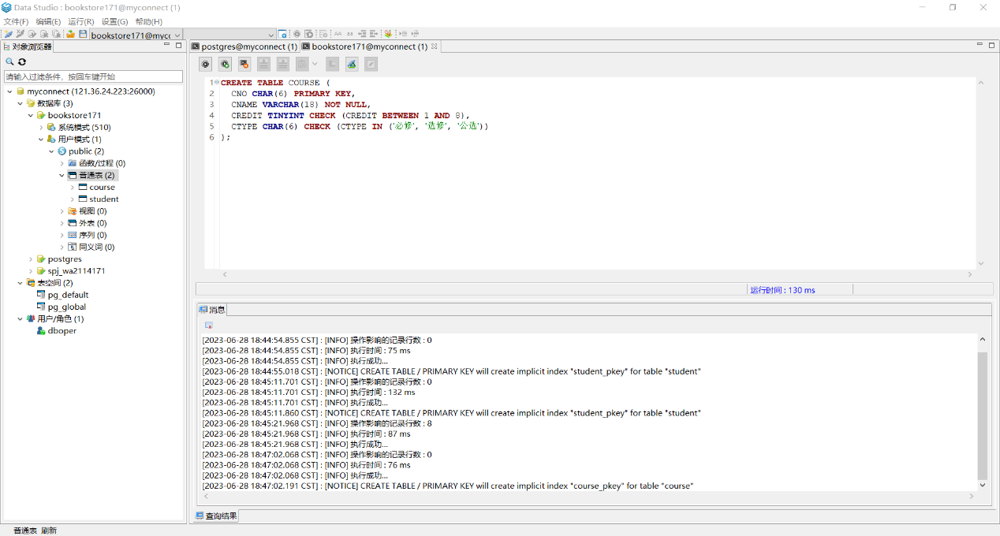 Data Studio : bookstore171@myconnect (1)
文件(F) 编辑(E) 运行(R) 设置(G) 帮助(H)
bookstore171@mycc
对象浏览器
postgres@myconnect (1)
bookstore171@myconnect (1)
请输入过滤条件，按回车键开始
myconnect (121.36.24.223:26000)
数据库 (3)
bookstore171
系统模式 (510)
用户模式 (1)
public (2)
函数/过程 (0)
普通表 (2)
course
student
视图 (0)
外表 (0)
序列 (0)
同义词 (0)
postgres
spj_wa2114171
表空间 (2)
pg_default
pg_global
用户/角色 (1)
dboper
1 CREATE TABLE COURSE (
2 CNO CHAR(6) PRIMARY KEY,
3 CNAME VARCHAR(18) NOT NULL,
4 CREDIT TINYINT CHECK (CREDIT BETWEEN 1 AND 8),
5 CTYPE CHAR(6) CHECK (CTYPE IN ('必修', '选修', '公选'))
6 );
运行时间 : 130 ms
消息
[2023-06-28 18:44:54.855 CST] : [INFO] 操作影响的记录行数 : 0
[2023-06-28 18:44:54.855 CST] : [INFO] 执行时间 : 75 ms
[2023-06-28 18:44:54.855 CST] : [INFO] 执行成功...
[2023-06-28 18:44:55.018 CST] : [NOTICE] CREATE TABLE / PRIMARY KEY will create implicit index "student_pkey" for table "student"
[2023-06-28 18:45:11.701 CST] : [INFO] 操作影响的记录行数 : 0
[2023-06-28 18:45:11.701 CST] : [INFO] 执行时间 : 132 ms
[2023-06-28 18:45:11.701 CST] : [INFO] 执行成功...
[2023-06-28 18:45:11.860 CST] : [NOTICE] CREATE TABLE / PRIMARY KEY will create implicit index "student_pkey" for table "student"
[2023-06-28 18:45:21.968 CST] : [INFO] 操作影响的记录行数 : 8
[2023-06-28 18:45:21.968 CST] : [INFO] 执行时间 : 87 ms
[2023-06-28 18:45:21.968 CST] : [INFO] 执行成功...
[2023-06-28 18:47:02.068 CST] : [INFO] 操作影响的记录行数 : 0
[2023-06-28 18:47:02.068 CST] : [INFO] 执行时间 : 76 ms
[2023-06-28 18:47:02.068 CST] : [INFO] 执行成功...
[2023-06-28 18:47:02.191 CST] : [NOTICE] CREATE TABLE / PRIMARY KEY will create implicit index "course_pkey" for table "course"
查询结果
普通表 刷新